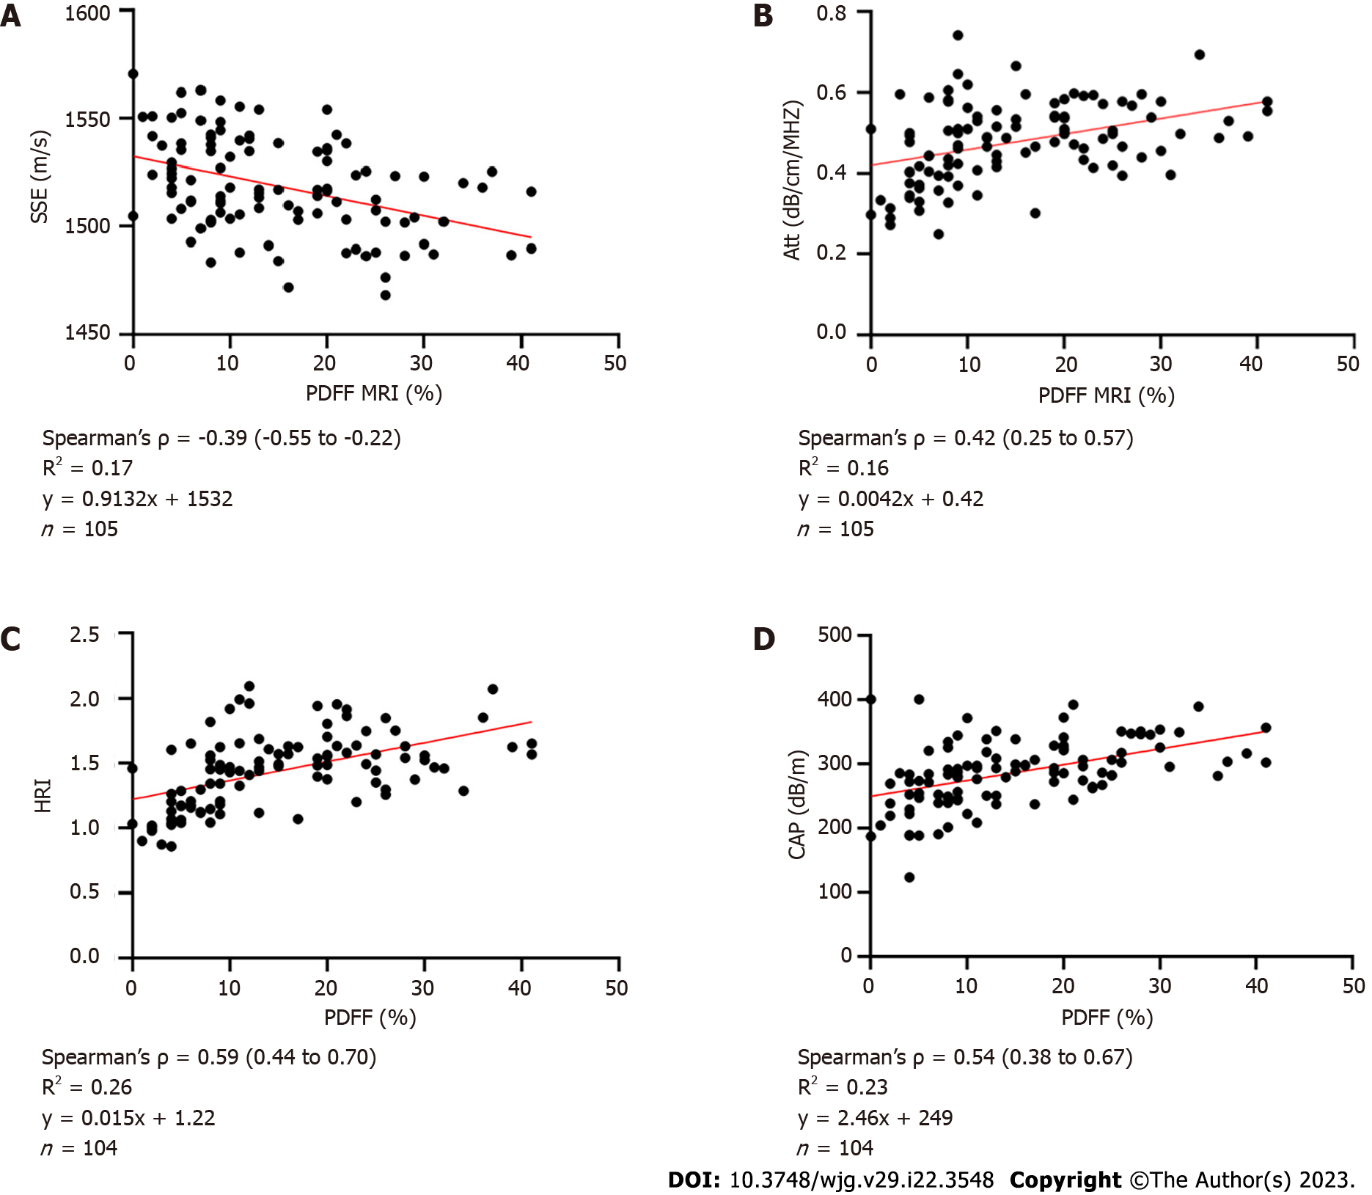 A
1600
1550
1500
1450
SSE (m/s)
0 10 20 30 40 50
PDFF MRI (%)
Spearman’s ρ = -0.39 (-0.55 to -0.22)
R² = 0.17
y = 0.9132x + 1532
n = 105
B
0.8
0.6
0.4
0.2
0.0
Att (dB/cm/MHZ)
0 10 20 30 40 50
PDFF MRI (%)
Spearman’s ρ = 0.42 (0.25 to 0.57)
R² = 0.16
y = 0.0042x + 0.42
n = 105
C
2.5
2.0
1.5
1.0
0.5
0.0
HRI
0 10 20 30 40 50
PDFF (%)
Spearman’s ρ = 0.59 (0.44 to 0.70)
R² = 0.26
y = 0.015x + 1.22
n = 104
D
500
400
300
200
100
0
CAP (dB/m)
0 10 20 30 40 50
PDFF (%)
Spearman’s ρ = 0.54 (0.38 to 0.67)
R² = 0.23
y = 2.46x + 249
n = 104
DOI: 10.3748/wjg.v29.i22.3548 Copyright ©The Author(s) 2023.